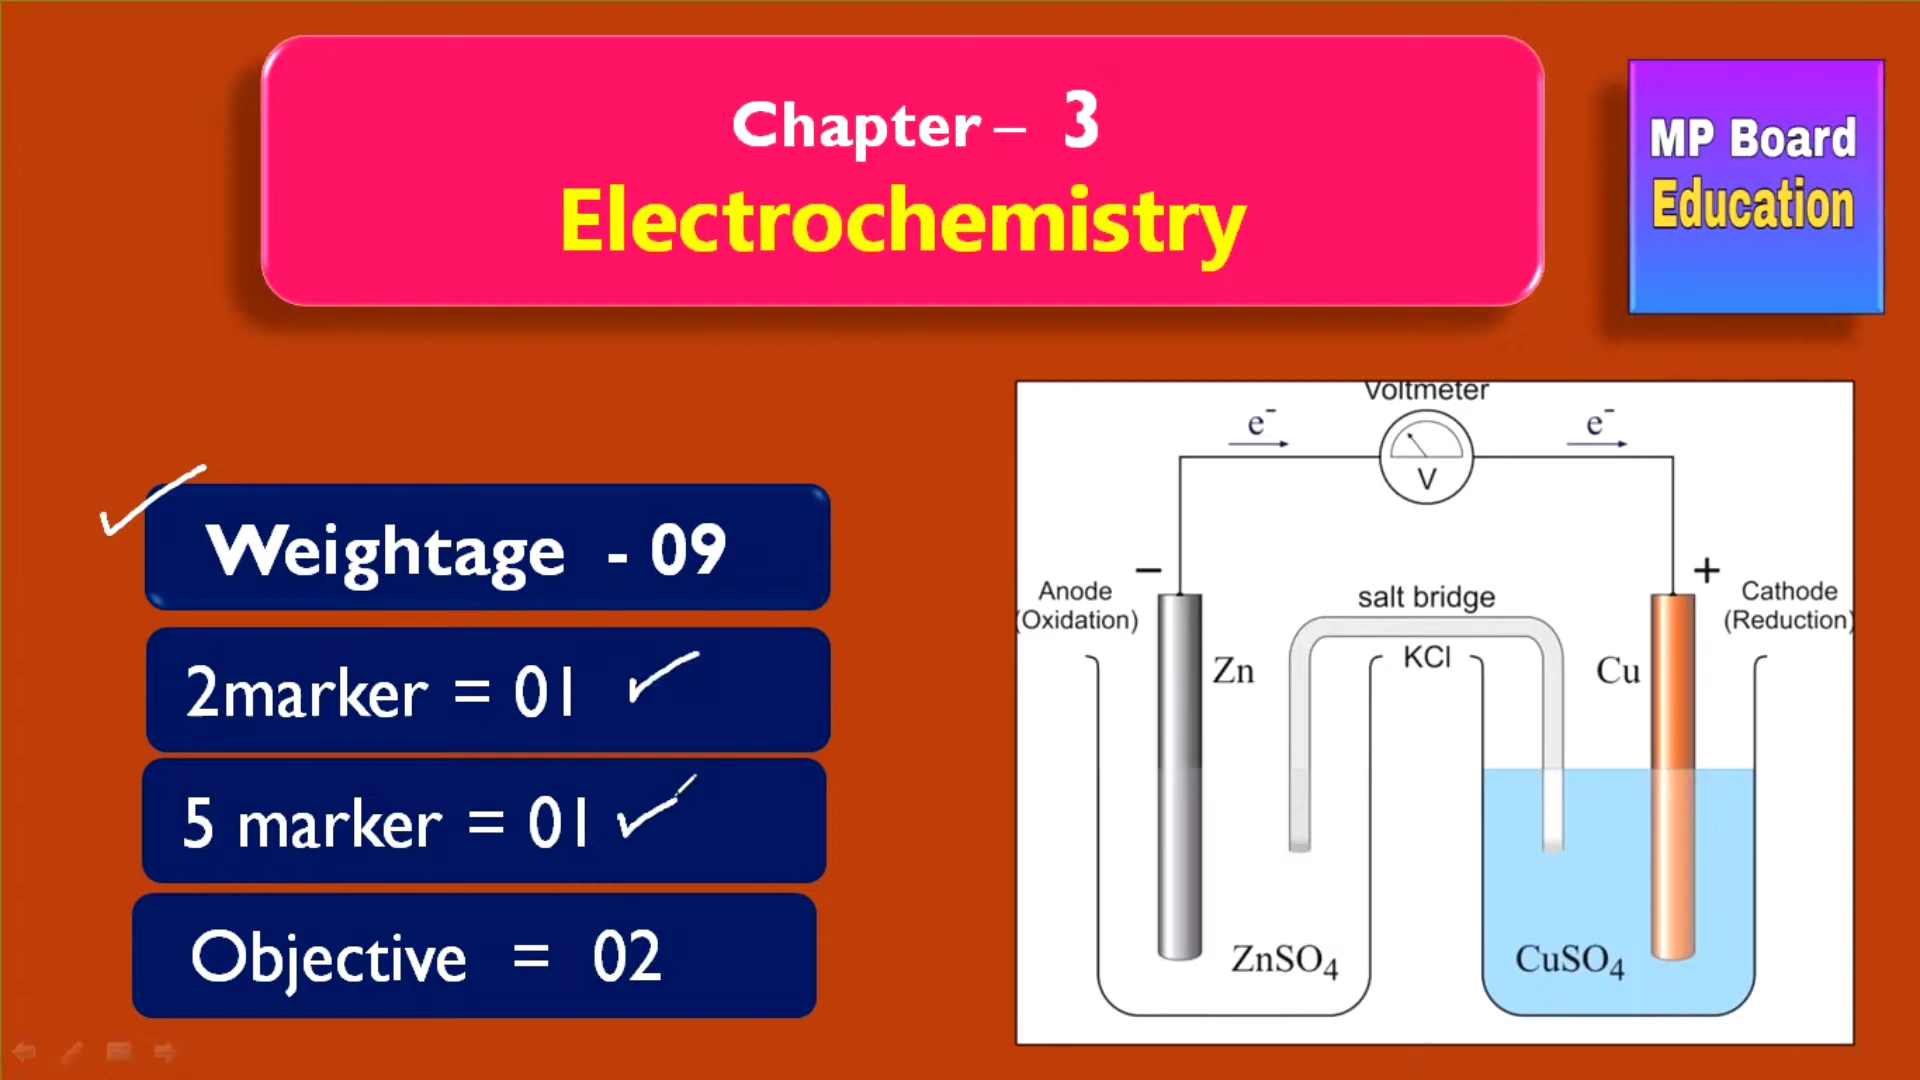 Chapter – 3
Electrochemistry
MP Board
Education
Weightage - 09
2marker = 01
5 marker = 01
Objective = 02
Voltmeter
e⁻
e⁻
V
−
+
Anode
(Oxidation)
Cathode
(Reduction)
salt bridge
KCl
Zn
Cu
ZnSO₄
CuSO₄